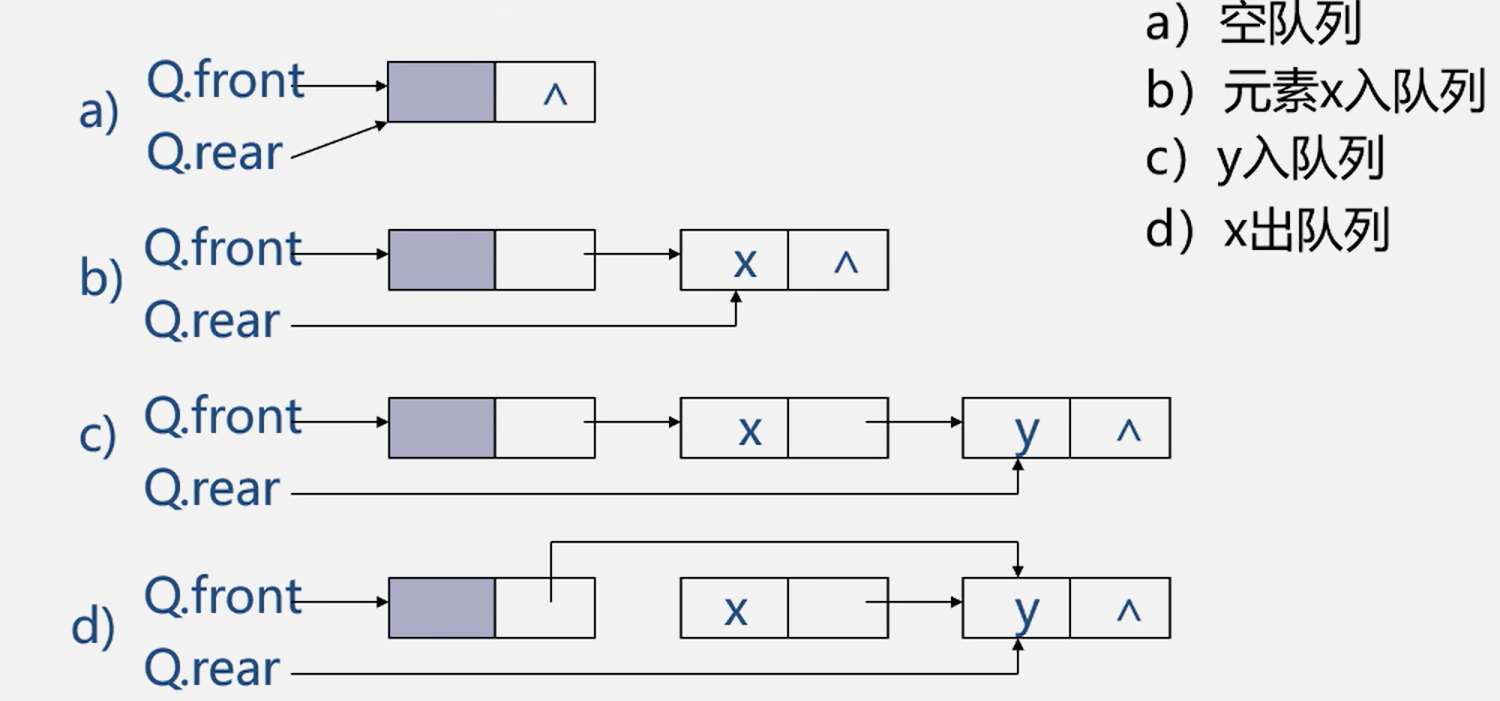 a）空队列
b）元素x入队列
c）y入队列
d）x出队列
a) Q.front ^
Q.rear
b) Q.front x ^
Q.rear
c) Q.front x y ^
Q.rear
d) Q.front x y ^
Q.rear